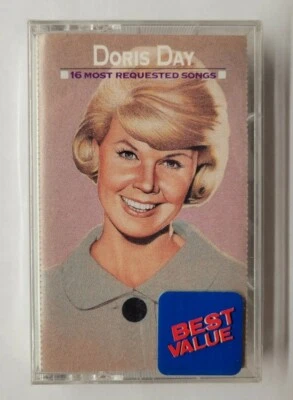 DORIS DAY
16 MOST REQUESTED SONGS
BEST
VALUE